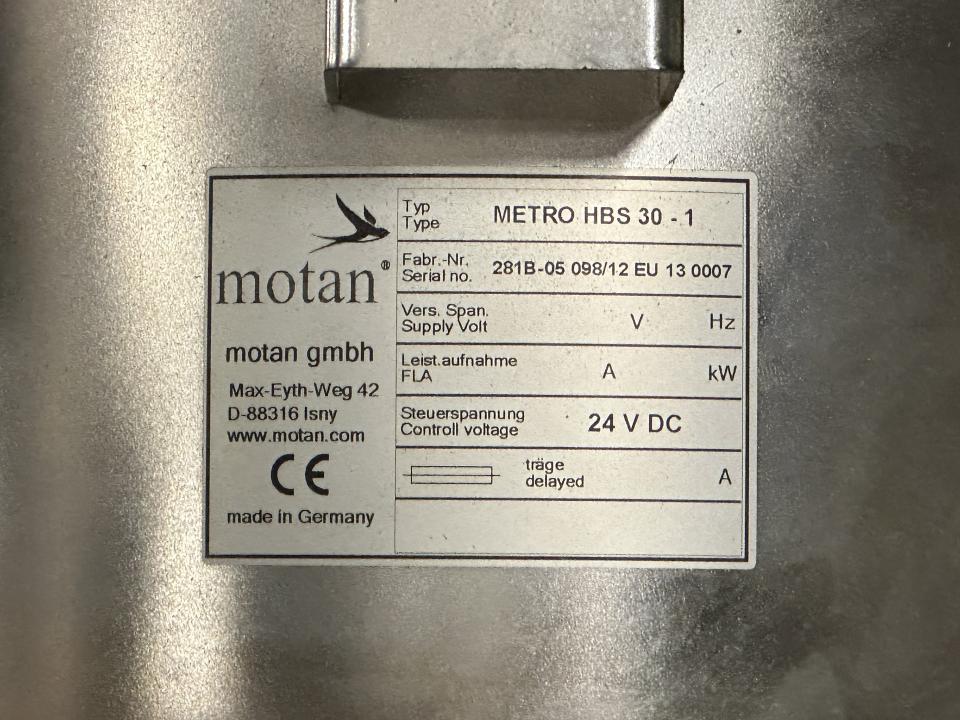 motan®
motan gmbh
Max-Eyth-Weg 42
D-88316 Isny
www.motan.com
CE
made in Germany
Typ
Type
METRO HBS 30 - 1
Fabr.-Nr.
Serial no.
281B-05 098/12 EU 13 0007
Vers. Span.
Supply Volt
V Hz
Leist.aufnahme
FLA
A kW
Steuerspannung
Controll voltage
24 V DC
träge
delayed
A